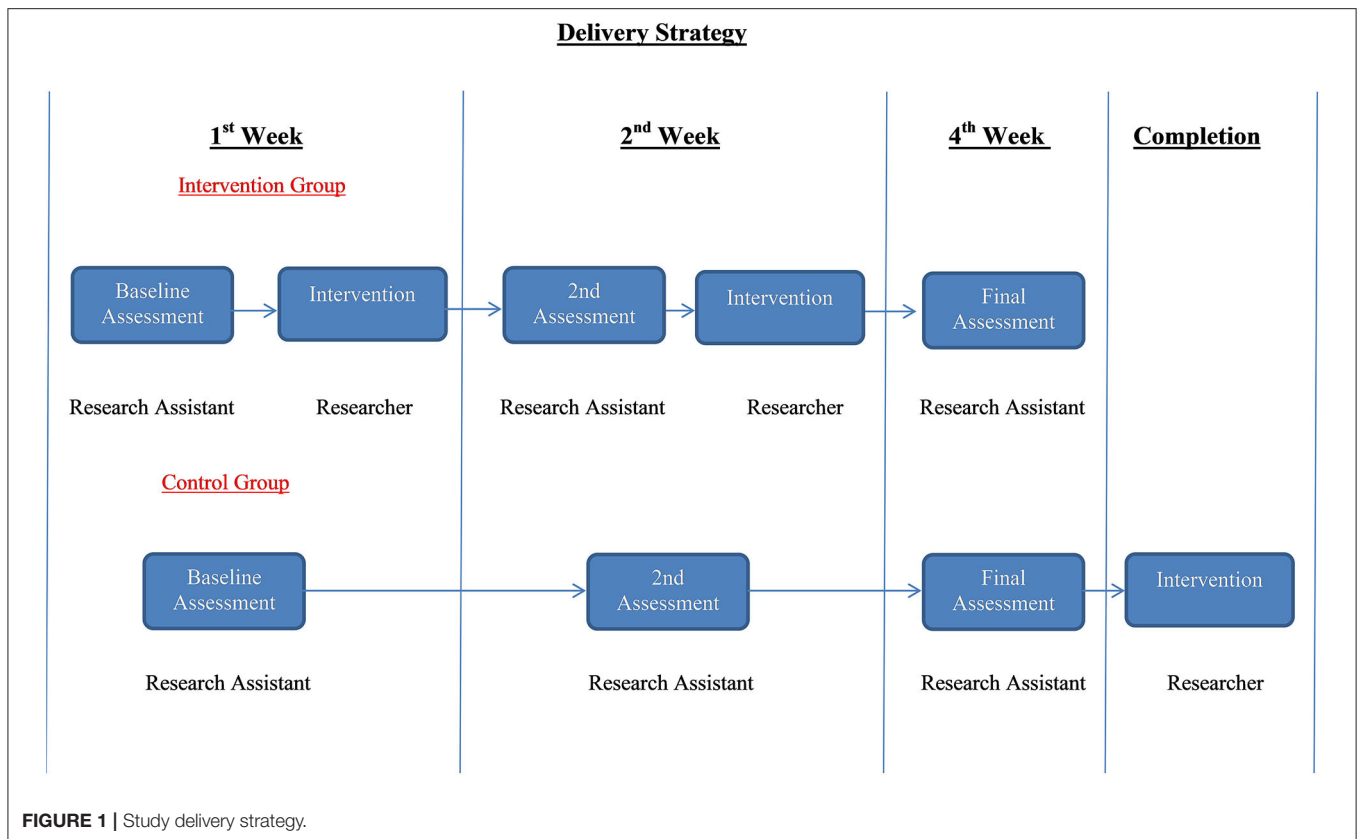 Delivery Strategy
1st Week
2nd Week
4th Week
Completion
Intervention Group
Baseline
Assessment
Intervention
2nd
Assessment
Intervention
Final
Assessment
Research Assistant
Researcher
Research Assistant
Researcher
Research Assistant
Control Group
Baseline
Assessment
2nd
Assessment
Final
Assessment
Intervention
Research Assistant
Research Assistant
Research Assistant
Researcher
FIGURE 1 | Study delivery strategy.